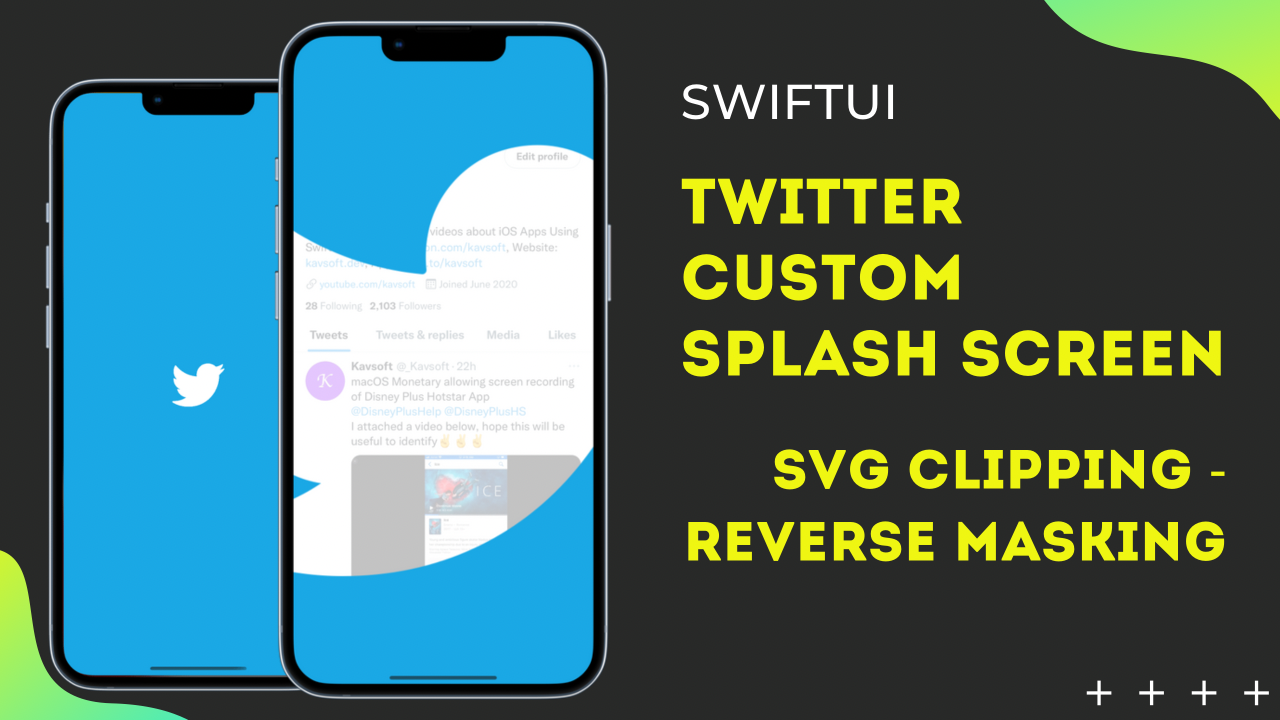 SWIFTUI
TWITTER
CUSTOM
SPLASH SCREEN
SVG CLIPPING -
REVERSE MASKING
Edit profile
videos about iOS Apps Using
.com/kavsoft, Website:
to/kavsoft
youtube.com/kavsoft Joined June 2020
28 Following 2,103 Followers
Tweets Tweets & replies Media Likes
Kavsoft @_Kavsoft · 22h ...
K
macOS Monetary allowing screen recording
of Disney Plus Hotstar App
@DisneyPlusHelp @DisneyPlusHS
I attached a video below, hope this will be
useful to identify✌️✌️✌️
ICE